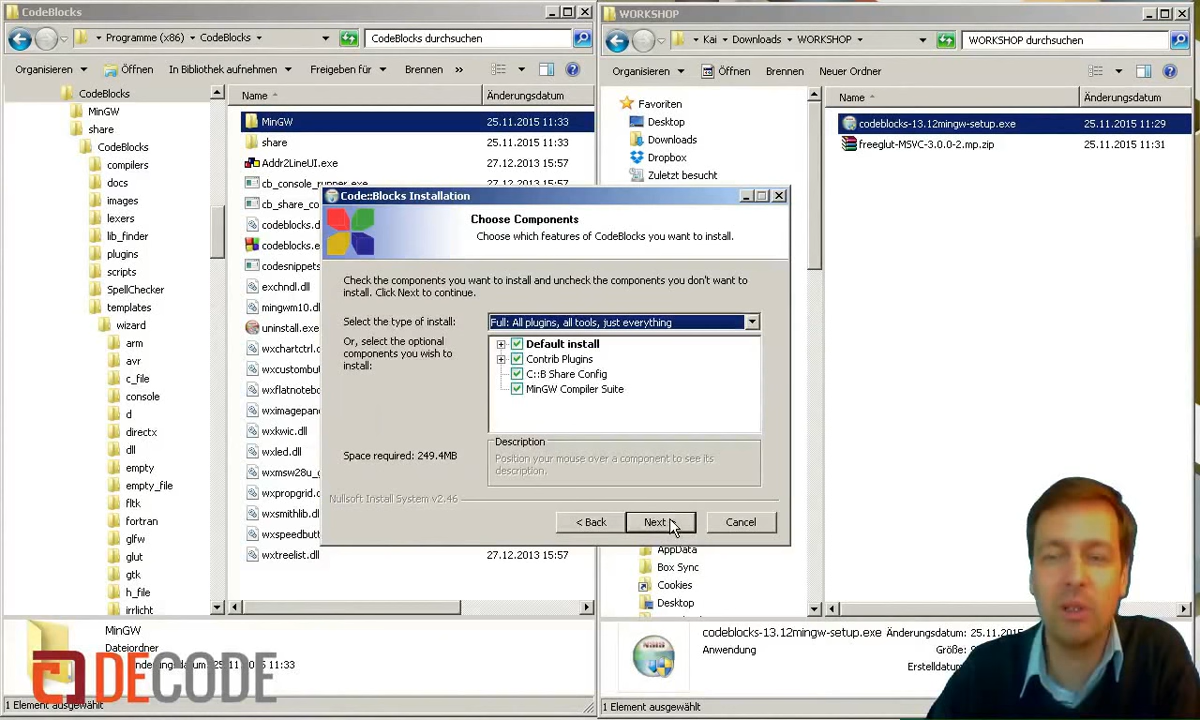 CodeBlocks
Programme (x86)
CodeBlocks
CodeBlocks durchsuchen
Organisieren
Öffnen
In Bibliothek aufnehmen
Freigeben für
Brennen
»
CodeBlocks
MinGW
share
CodeBlocks
compilers
docs
images
lexers
lib_finder
plugins
scripts
SpellChecker
templates
wizard
arm
avr
c_file
console
d
directx
dll
empty
empty_file
fltk
fortran
glfw
glut
gtk
h_file
irrlicht
Name
Änderungsdatum
MinGW
25.11.2015 11:33
share
25.11.2015 11:33
Addr2LineUI.exe
27.12.2013 15:57
cb_console_runner.exe
cb_share_co
codeblocks.d
codeblocks.e
codesnippets
exchndl.dll
mingwm10.dl
uninstall.exe
wxchartctrl.
wxcustombut
wxflatnotebo
wximagepan
wxkwic.dll
wxled.dll
wxmsw28u_
wxpropgrid.
wxsmithlib.d
wxspeedbutt
wxtreelist.dll
27.12.2013 15:57
MinGW
Dateiordner
Änderungsdatum: 25.11.2015 11:33
DECODE
1 Element ausgewählt
WORKSHOP
Kai
Downloads
WORKSHOP
WORKSHOP durchsuchen
Organisieren
Öffnen
Brennen
Neuer Ordner
Favoriten
Desktop
Downloads
Dropbox
Zuletzt besucht
AppData
Box Sync
Cookies
Desktop
Name
Änderungsdatum
codeblocks-13.12mingw-setup.exe
25.11.2015 11:29
freeglut-MSVC-3.0.0-2.mp.zip
25.11.2015 11:31
codeblocks-13.12mingw-setup.exe Änderungsdatum: 25.11.2015
Anwendung
Größe:
Erstelldatum
1 Element ausgewählt
Code::Blocks Installation
Choose Components
Choose which features of CodeBlocks you want to install.
Check the components you want to install and uncheck the components you don't want to
install. Click Next to continue.
Select the type of install:
Full: All plugins, all tools, just everything
Or, select the optional
components you wish to
install:
Default install
Contrib Plugins
C::B Share Config
MinGW Compiler Suite
Space required: 249.4MB
Description
Position your mouse over a component to see its
description.
Nullsoft Install System v2.46
< Back
Next
Cancel